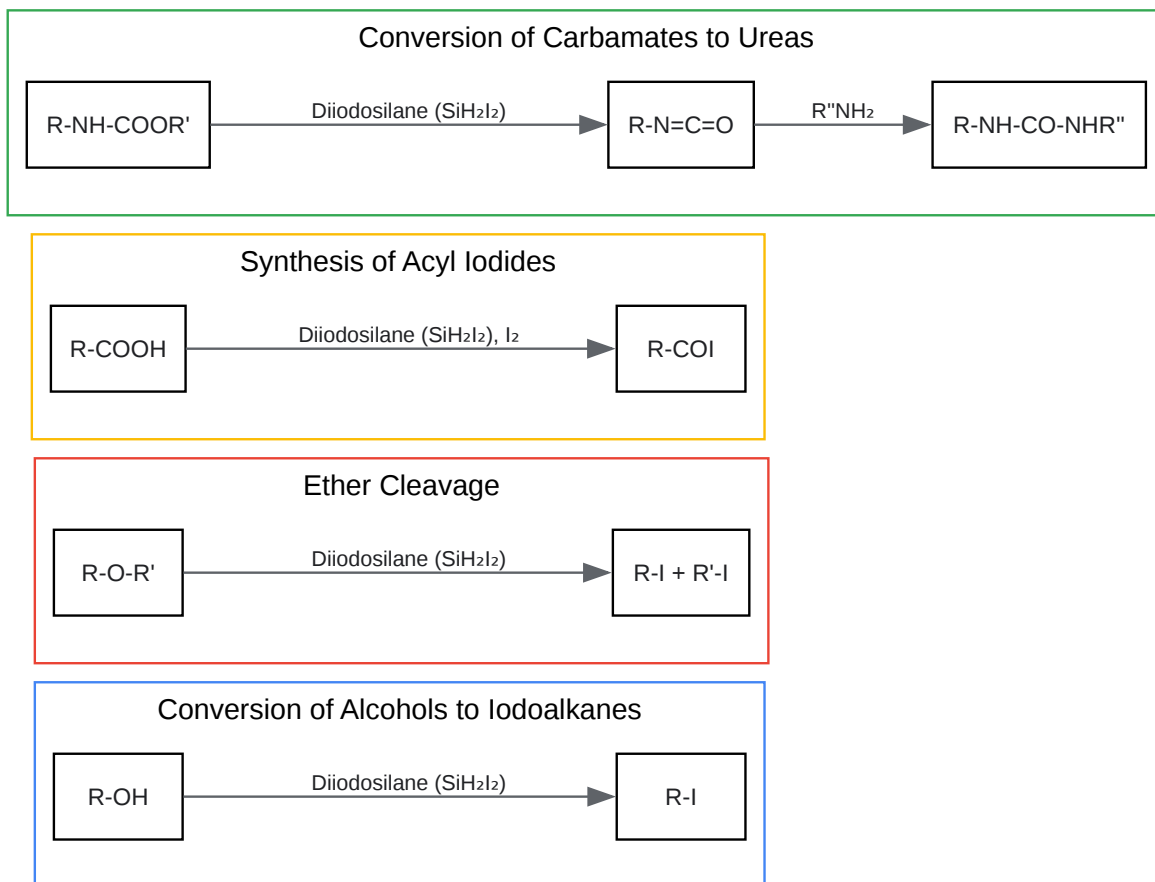 Conversion of Carbamates to Ureas
R-NH-COOR'
Diiodosilane (SiH₂I₂)
R-N=C=O
R"NH₂
R-NH-CO-NHR"
Synthesis of Acyl Iodides
R-COOH
Diiodosilane (SiH₂I₂), I₂
R-COI
Ether Cleavage
R-O-R'
Diiodosilane (SiH₂I₂)
R-I + R'-I
Conversion of Alcohols to Iodoalkanes
R-OH
Diiodosilane (SiH₂I₂)
R-I